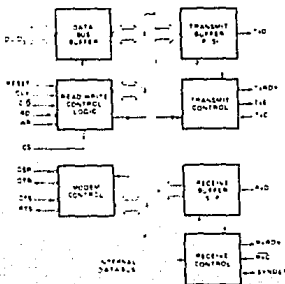 DATA
BUS
BUFFER
TRANSMIT
BUFFER
TxD
RESET
CLK
C/D
RD
WR
READ/WRITE
CONTROL
LOGIC
TRANSMIT
CONTROL
TxRDY
TxE
TxC
CS
DSR
DTR
CTS
RTS
MODEM
CONTROL
RECEIVE
BUFFER
RxD
INTERNAL
DATA BUS
RECEIVE
CONTROL
RxRDY
RxC
SYNDET